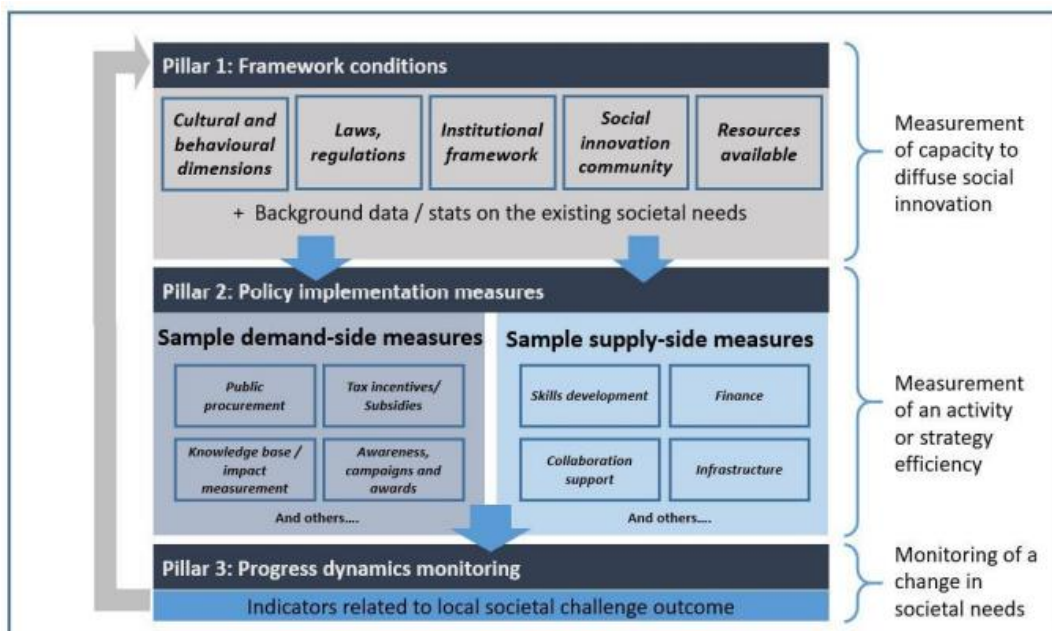 Pillar 1: Framework conditions
Cultural and
behavioural
dimensions
Laws,
regulations
Institutional
framework
Social
innovation
community
Resources
available
+ Background data / stats on the existing societal needs
Measurement
of capacity to
diffuse social
innovation
Pillar 2: Policy implementation measures
Sample demand-side measures
Public
procurement
Tax incentives/
Subsidies
Knowledge base /
impact
measurement
Awareness,
campaigns and
awards
And others....
Sample supply-side measures
Skills development
Finance
Collaboration
support
Infrastructure
And others....
Measurement
of an activity
or strategy
efficiency
Pillar 3: Progress dynamics monitoring
Indicators related to local societal challenge outcome
Monitoring of a
change in
societal needs